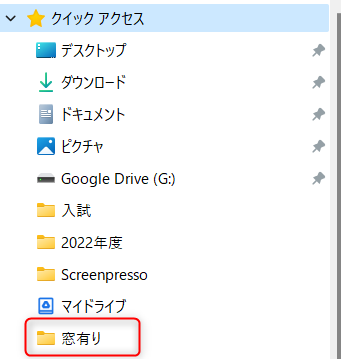 クイック アクセス
デスクトップ
ダウンロード
ドキュメント
ピクチャ
Google Drive (G:)
入試
2022年度
Screenpresso
マイドライブ
窓有り